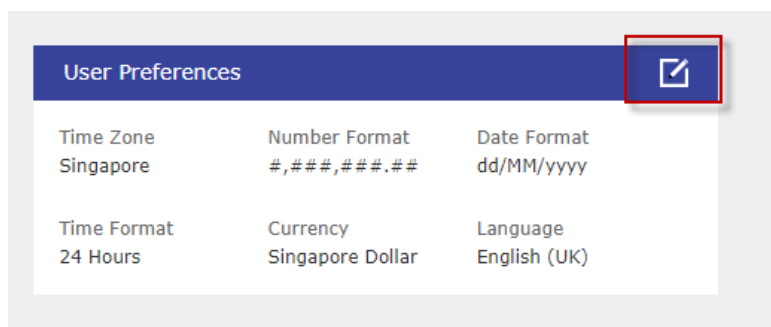 User Preferences
Time Zone Number Format Date Format
Singapore #,###,###.## dd/MM/yyyy
Time Format Currency Language
24 Hours Singapore Dollar English (UK)